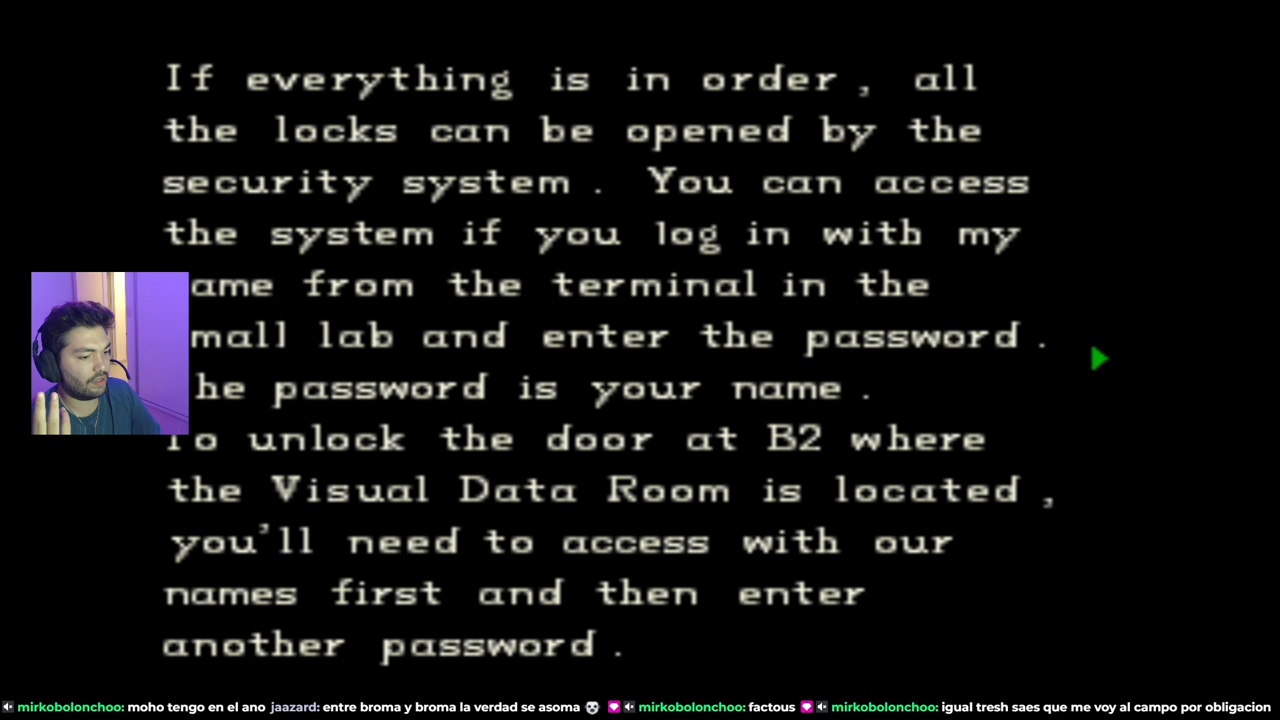 If everything is in order, all
the locks can be opened by the
security system. You can access
the system if you log in with my
ame from the terminal in the
mall lab and enter the password.
he password is your name.
To unlock the door at B2 where
the Visual Data Room is located,
you'll need to access with our
names first and then enter
another password.
mirkobolonchoo: moho tengo en el ano jaazard: entre broma y broma la verdad se asoma 💀 mirkobolonchoo: factous mirkobolonchoo: igual tresh saes que me voy al campo por obligacion